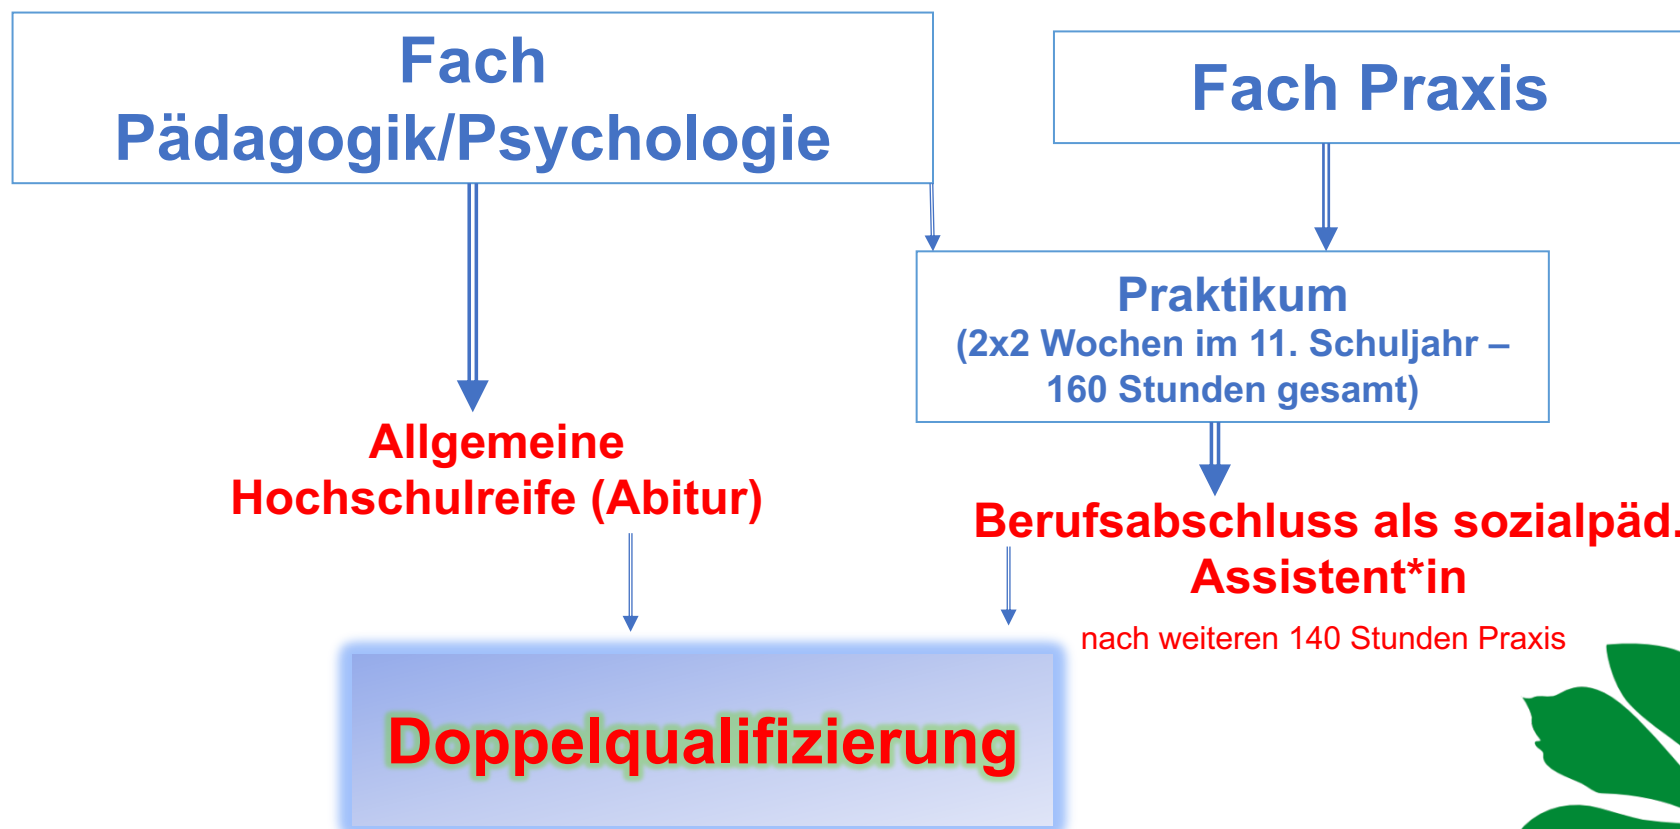 Fach
Pädagogik/Psychologie
Fach Praxis
Praktikum
(2x2 Wochen im 11. Schuljahr –
160 Stunden gesamt)
Allgemeine
Hochschulreife (Abitur)
Berufsabschluss als sozialpäd.
Assistent*in
nach weiteren 140 Stunden Praxis
Doppelqualifizierung